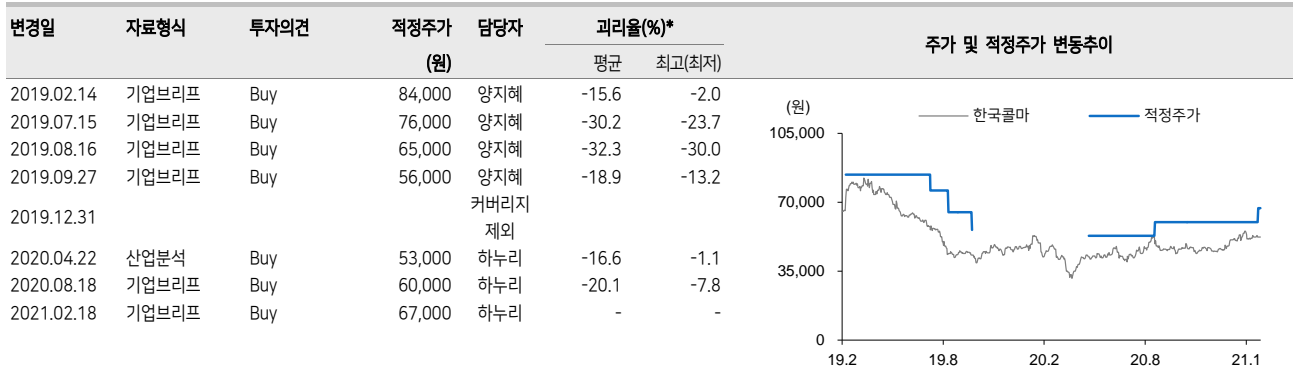 변경일 자료형식 투자의견 적정주가 담당자 괴리율(%)* 주가 및 적정주가 변동추이
(원) 평균 최고(최저)
2019.02.14 기업브리프 Buy 84,000 양지혜 -15.6 -2.0
2019.07.15 기업브리프 Buy 76,000 양지혜 -30.2 -23.7
2019.08.16 기업브리프 Buy 65,000 양지혜 -32.3 -30.0
2019.09.27 기업브리프 Buy 56,000 양지혜 -18.9 -13.2
2019.12.31 커버리지
제외
2020.04.22 산업분석 Buy 53,000 하누리 -16.6 -1.1
2020.08.18 기업브리프 Buy 60,000 하누리 -20.1 -7.8
2021.02.18 기업브리프 Buy 67,000 하누리 - -
(원) 한국콜마 적정주가
105,000
70,000
35,000
0
19.2 19.8 20.2 20.8 21.1